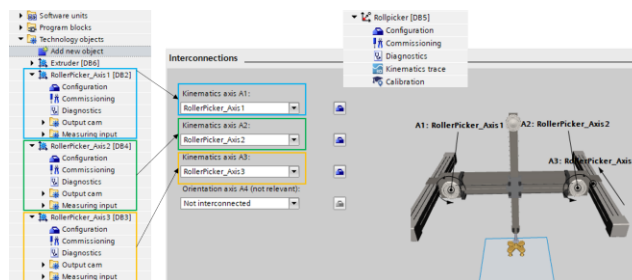 Software units
Program blocks
Technology objects
Add new object
Extruder [DB6]
RollerPicker_Axis1 [DB2]
Configuration
Commissioning
Diagnostics
Output cam
Measuring input
RollerPicker_Axis2 [DB4]
Configuration
Commissioning
Diagnostics
Output cam
Measuring input
RollerPicker_Axis3 [DB3]
Configuration
Commissioning
Diagnostics
Output cam
Measuring input
Rollpicker [DB5]
Configuration
Commissioning
Diagnostics
Kinematics trace
Calibration
Interconnections
Kinematics axis A1:
RollerPicker_Axis1
Kinematics axis A2:
RollerPicker_Axis2
Kinematics axis A3:
RollerPicker_Axis3
Orientation axis A4 (not relevant):
Not interconnected
A1: RollerPicker_Axis1
A2: RollerPicker_Axis2
A3: RollerPicker_Axis